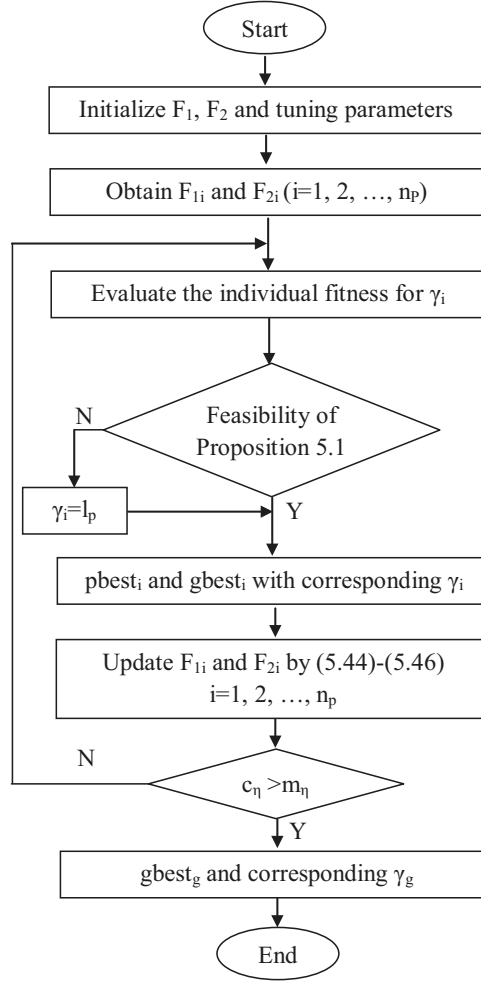 Start
Initialize F₁, F₂ and tuning parameters
Obtain F₁ᵢ and F₂ᵢ (i=1, 2, …, n_P)
Evaluate the individual fitness for γᵢ
N
Feasibility of
Proposition 5.1
γᵢ=lₚ
Y
pbestᵢ and gbestᵢ with corresponding γᵢ
Update F₁ᵢ and F₂ᵢ by (5.44)-(5.46)
i=1, 2, …, nₚ
N
c_η >m_η
Y
gbest_g and corresponding γ_g
End